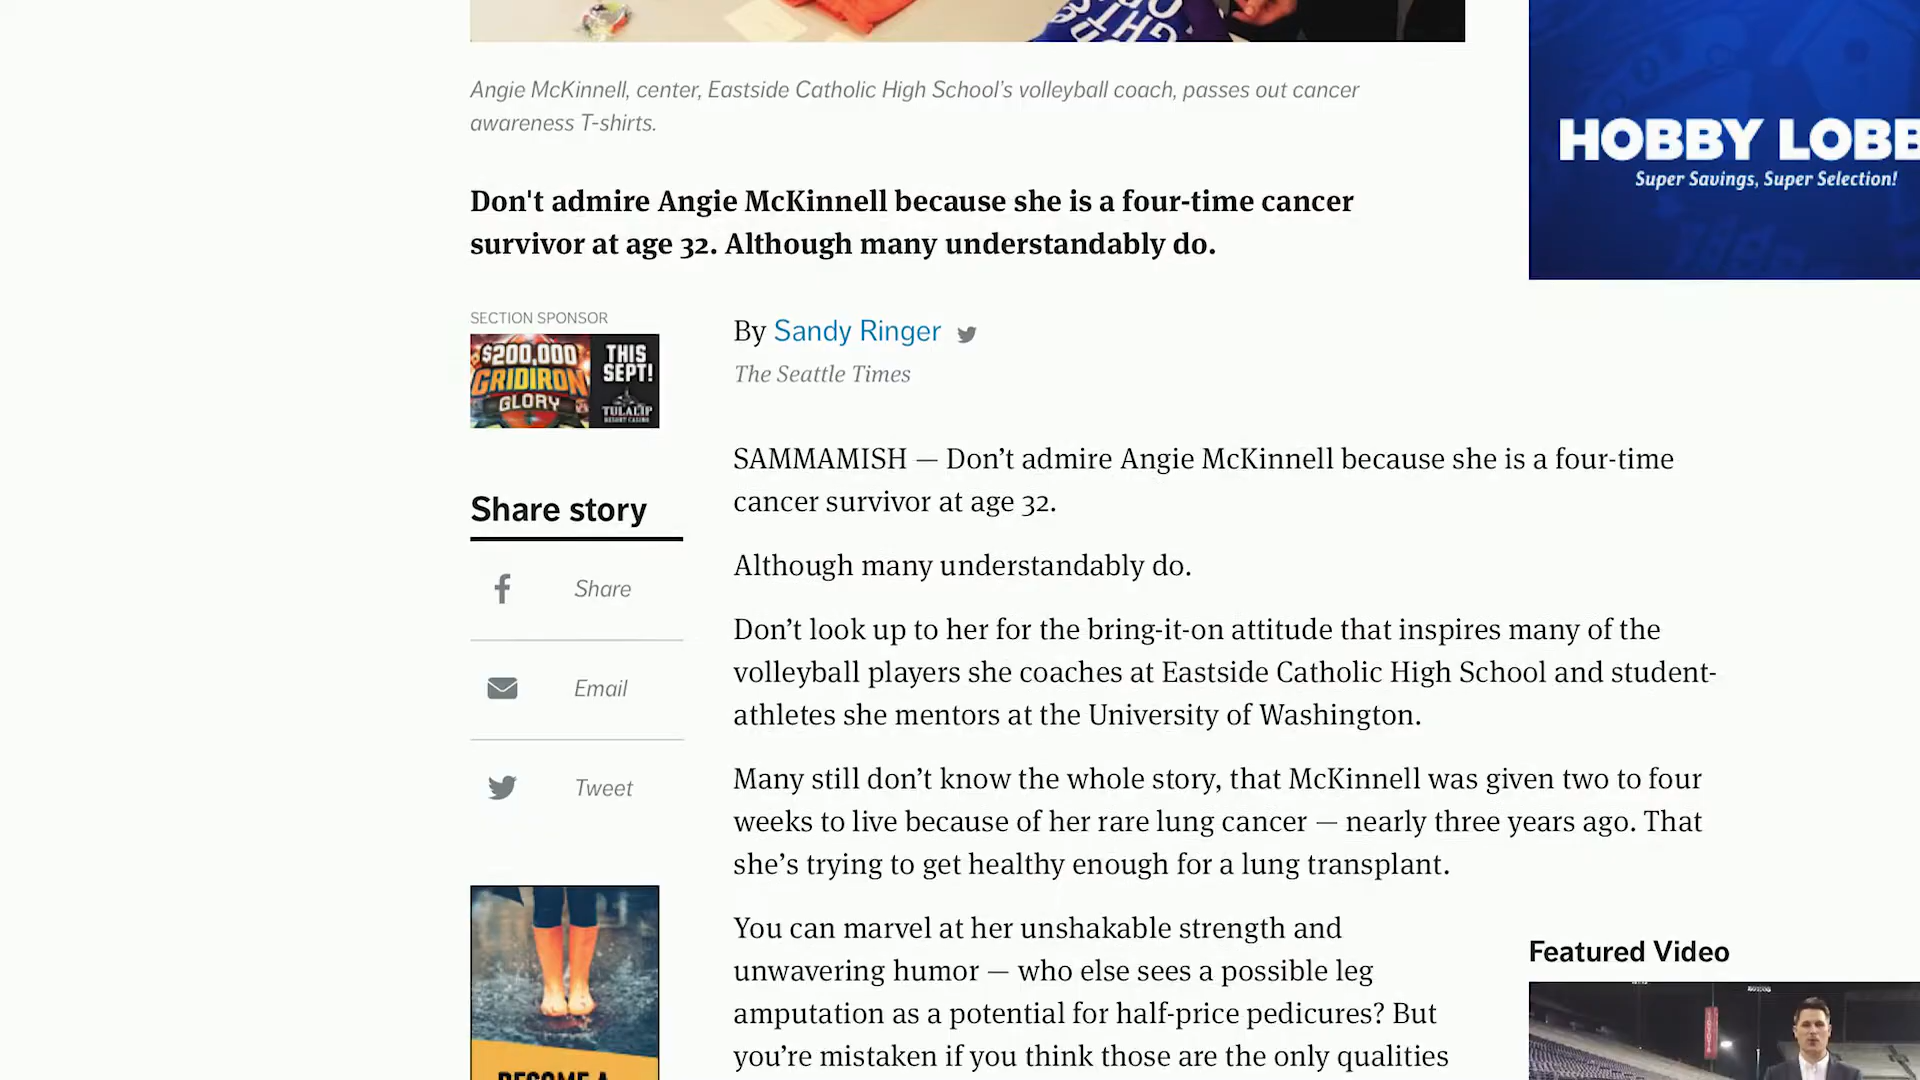 Angie McKinnell, center, Eastside Catholic High School’s volleyball coach, passes out cancer
awareness T-shirts.
HOBBY LOBB
Super Savings, Super Selection!
Don't admire Angie McKinnell because she is a four-time cancer
survivor at age 32. Although many understandably do.
SECTION SPONSOR
$200,000
GRIDIRON
GLORY
THIS
SEPT!
TULALIP
RESORT CASINO
By Sandy Ringer
The Seattle Times
Share story
Share
Email
Tweet
SAMMAMISH — Don’t admire Angie McKinnell because she is a four-time
cancer survivor at age 32.
Although many understandably do.
Don’t look up to her for the bring-it-on attitude that inspires many of the
volleyball players she coaches at Eastside Catholic High School and student-
athletes she mentors at the University of Washington.
Many still don’t know the whole story, that McKinnell was given two to four
weeks to live because of her rare lung cancer — nearly three years ago. That
she’s trying to get healthy enough for a lung transplant.
You can marvel at her unshakable strength and
unwavering humor — who else sees a possible leg
amputation as a potential for half-price pedicures? But
you’re mistaken if you think those are the only qualities
BECOME A
Featured Video